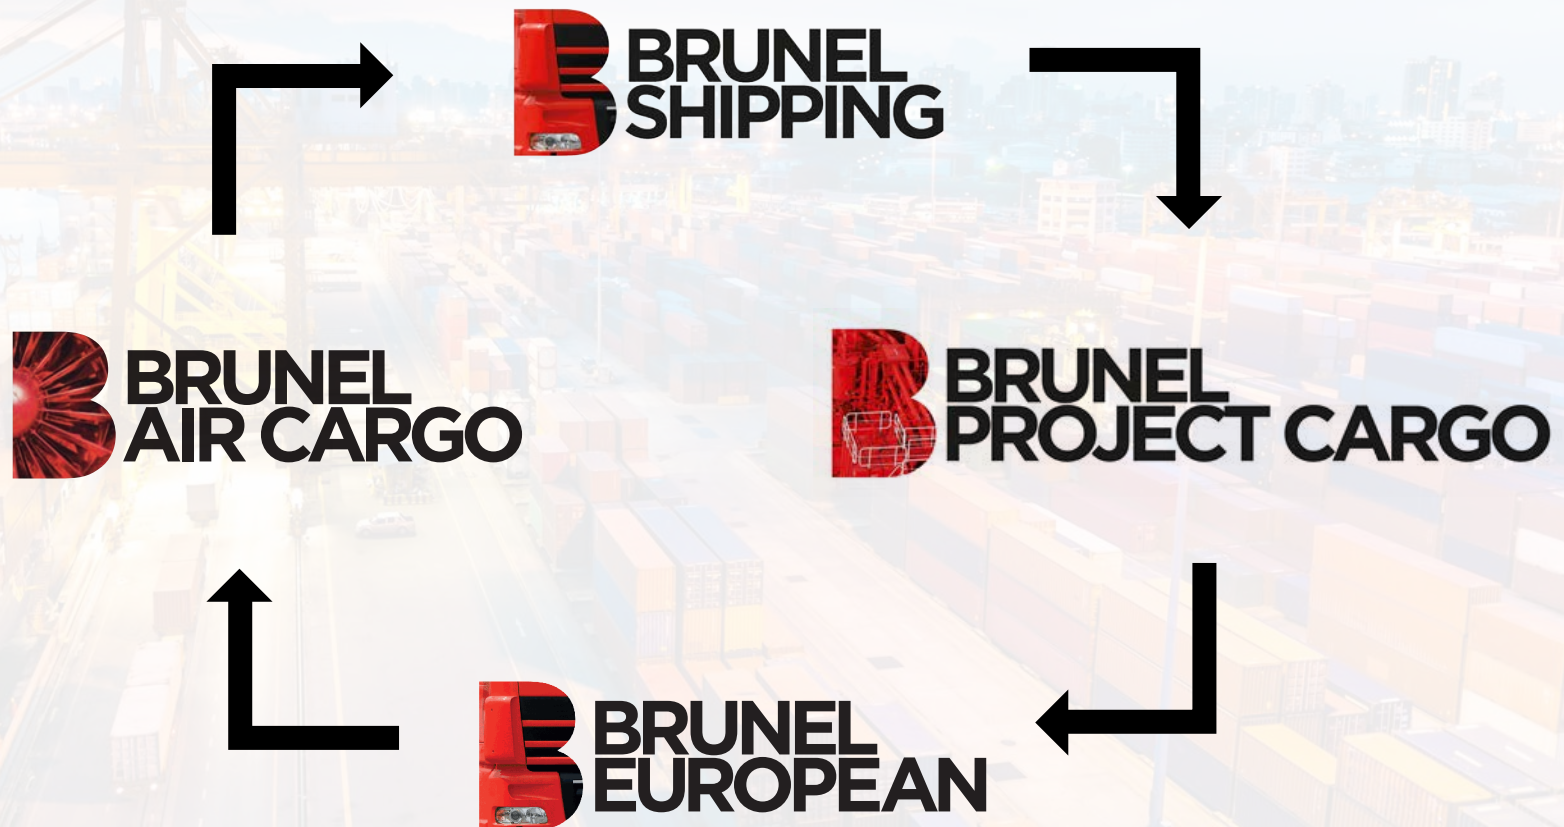 BRUNEL
SHIPPING
BRUNEL
AIR CARGO
BRUNEL
PROJECT CARGO
BRUNEL
EUROPEAN